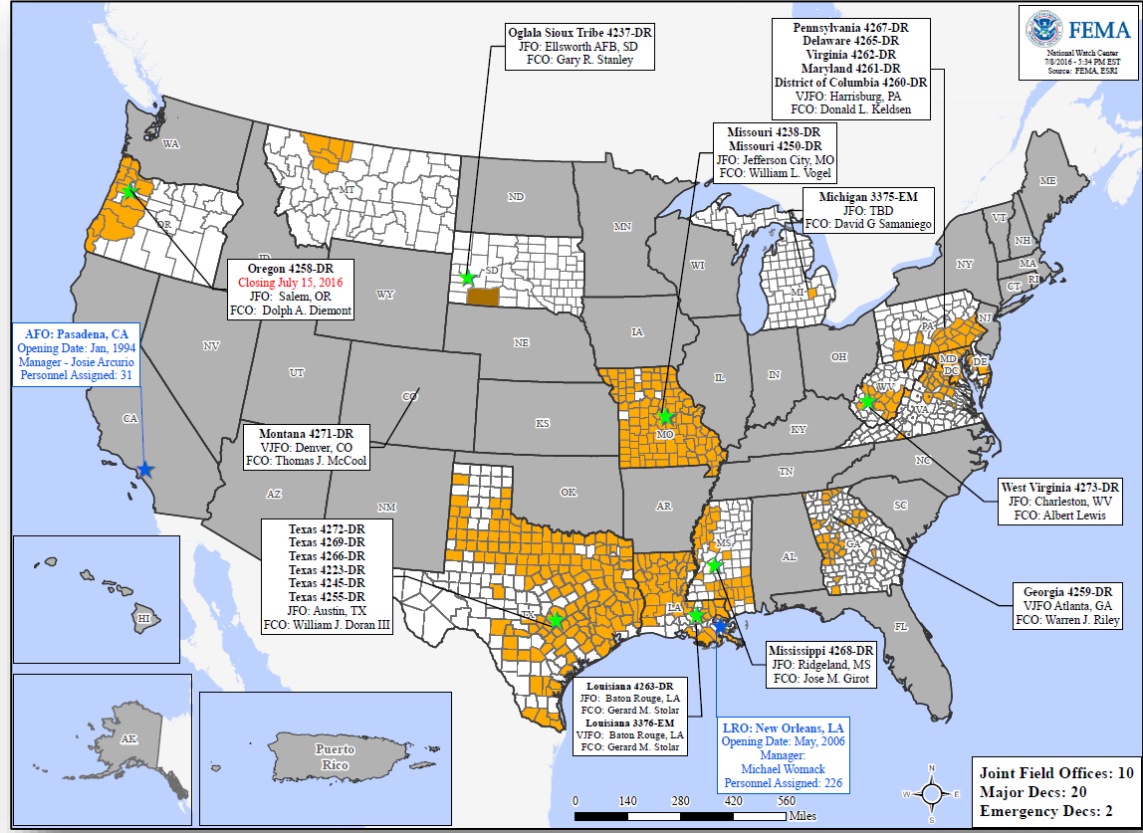 FEMA
National Watch Center
7/8/2016 - 5:34 PM EST
Source: FEMA, ESRI
Oglala Sioux Tribe 4237-DR
JFO: Ellsworth AFB, SD
FCO: Gary R. Stanley
Pennsylvania 4267-DR
Delaware 4265-DR
Virginia 4262-DR
Maryland 4261-DR
District of Columbia 4260-DR
VJFO: Harrisburg, PA
FCO: Donald L. Keldsen
Missouri 4238-DR
Missouri 4250-DR
JFO: Jefferson City, MO
FCO: William L. Vogel
Michigan 3375-EM
JFO: TBD
FCO: David G Samaniego
Oregon 4258-DR
Closing July 15, 2016
JFO: Salem, OR
FCO: Dolph A. Diemont
AFO: Pasadena, CA
Opening Date: Jan, 1994
Manager - Josie Arcurio
Personnel Assigned: 31
Montana 4271-DR
VJFO: Denver, CO
FCO: Thomas J. McCool
Texas 4272-DR
Texas 4269-DR
Texas 4266-DR
Texas 4223-DR
Texas 4245-DR
Texas 4255-DR
JFO: Austin, TX
FCO: William J. Doran III
West Virginia 4273-DR
JFO: Charleston, WV
FCO: Albert Lewis
Georgia 4259-DR
VJFO Atlanta, GA
FCO: Warren J. Riley
Mississippi 4268-DR
JFO: Ridgeland, MS
FCO: Jose M. Girot
Louisiana 4263-DR
JFO: Baton Rouge, LA
FCO: Gerard M. Stolar
Louisiana 3376-EM
VJFO: Baton Rouge, LA
FCO: Gerard M. Stolar
LRO: New Orleans, LA
Opening Date: May, 2006
Manager:
Michael Womack
Personnel Assigned: 226
WA
MT
ND
MN
ME
VT
NH
OR
ID
SD
WI
MI
NY
MA
RI
CT
WY
IA
PA
NJ
NV
NE
IL
IN
OH
MD
DE
DC
UT
CO
WV
VA
CA
KS
MO
KY
AZ
NM
OK
AR
TN
NC
SC
MS
AL
GA
TX
LA
FL
HI
AK
Puerto
Rico
0 140 280 420 560
Miles
N
W E
S
Joint Field Offices: 10
Major Decs: 20
Emergency Decs: 2